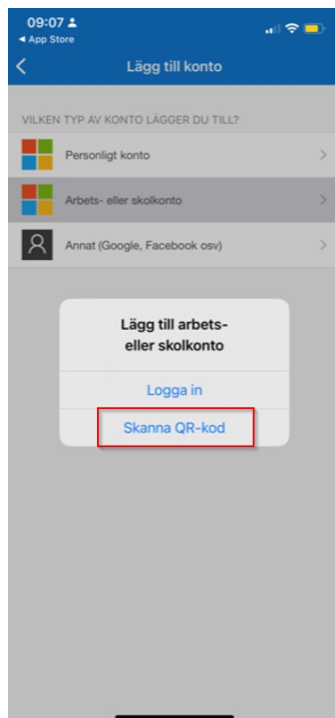 09:07
◀ App Store
Lägg till konto
VILKEN TYP AV KONTO LÄGGER DU TILL?
Personligt konto
Arbets- eller skolkonto
Annat (Google, Facebook osv)
Lägg till arbets-
eller skolkonto
Logga in
Skanna QR-kod